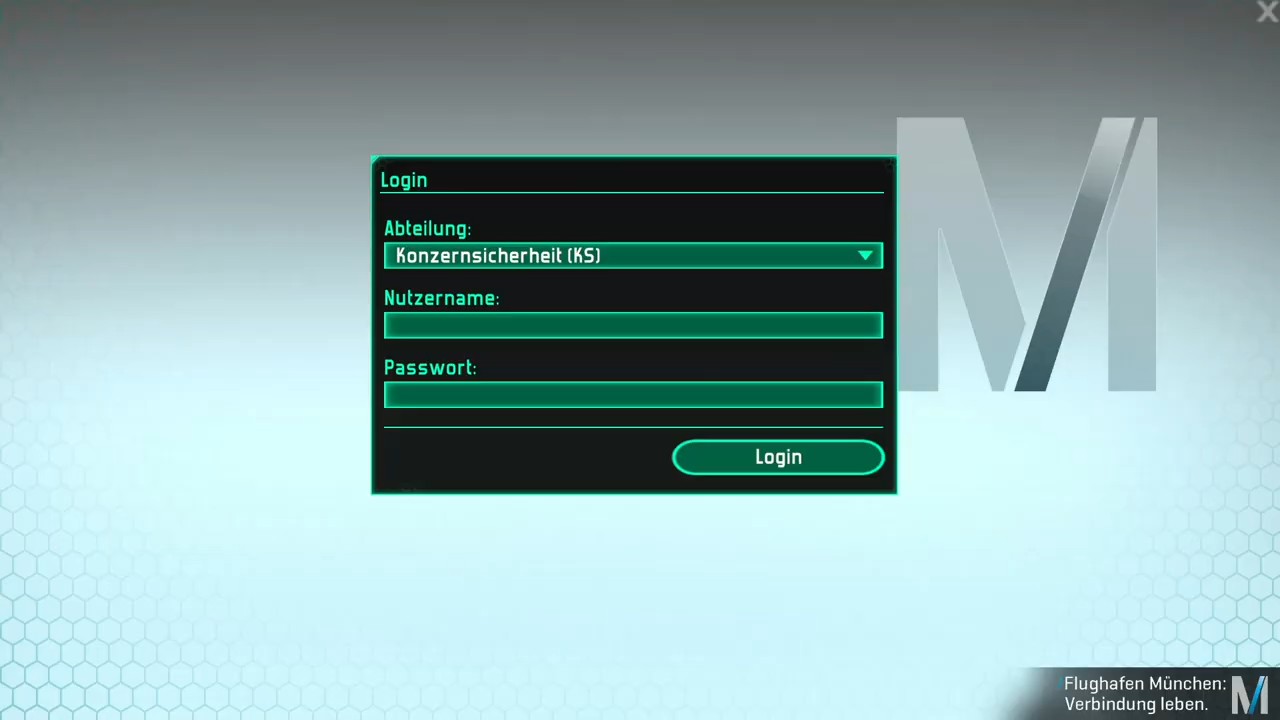 Login
Abteilung:
Konzernsicherheit (KS)
Nutzername:
Passwort:
Login
Flughafen München:
Verbindung leben.